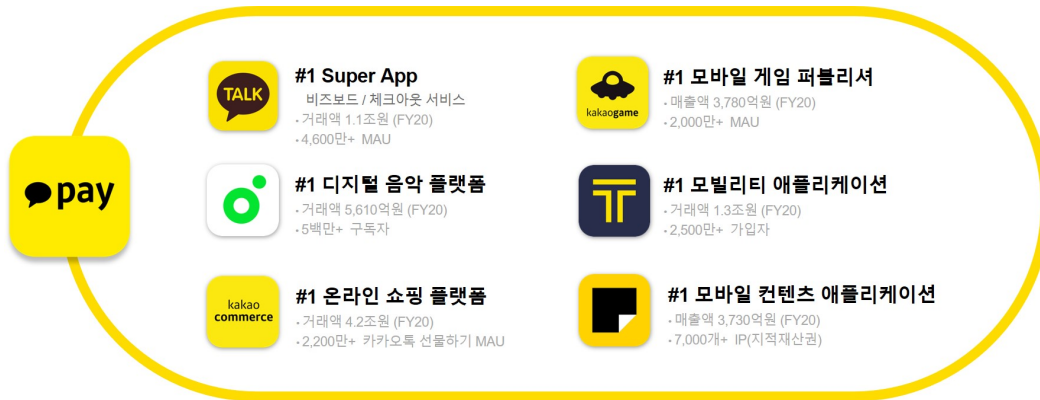 pay
TALK
#1 Super App
비즈보드 / 체크아웃 서비스
• 거래액 1.1조원 (FY20)
• 4,600만+ MAU
#1 디지털 음악 플랫폼
• 거래액 5,610억원 (FY20)
• 5백만+ 구독자
kakao
commerce
#1 온라인 쇼핑 플랫폼
• 거래액 4.2조원 (FY20)
• 2,200만+ 카카오톡 선물하기 MAU
kakaogame
#1 모바일 게임 퍼블리셔
• 매출액 3,780억원 (FY20)
• 2,000만+ MAU
#1 모빌리티 애플리케이션
• 거래액 1.3조원 (FY20)
• 2,500만+ 가입자
#1 모바일 컨텐츠 애플리케이션
• 매출액 3,730억원 (FY20)
• 7,000개+ IP(지적재산권)